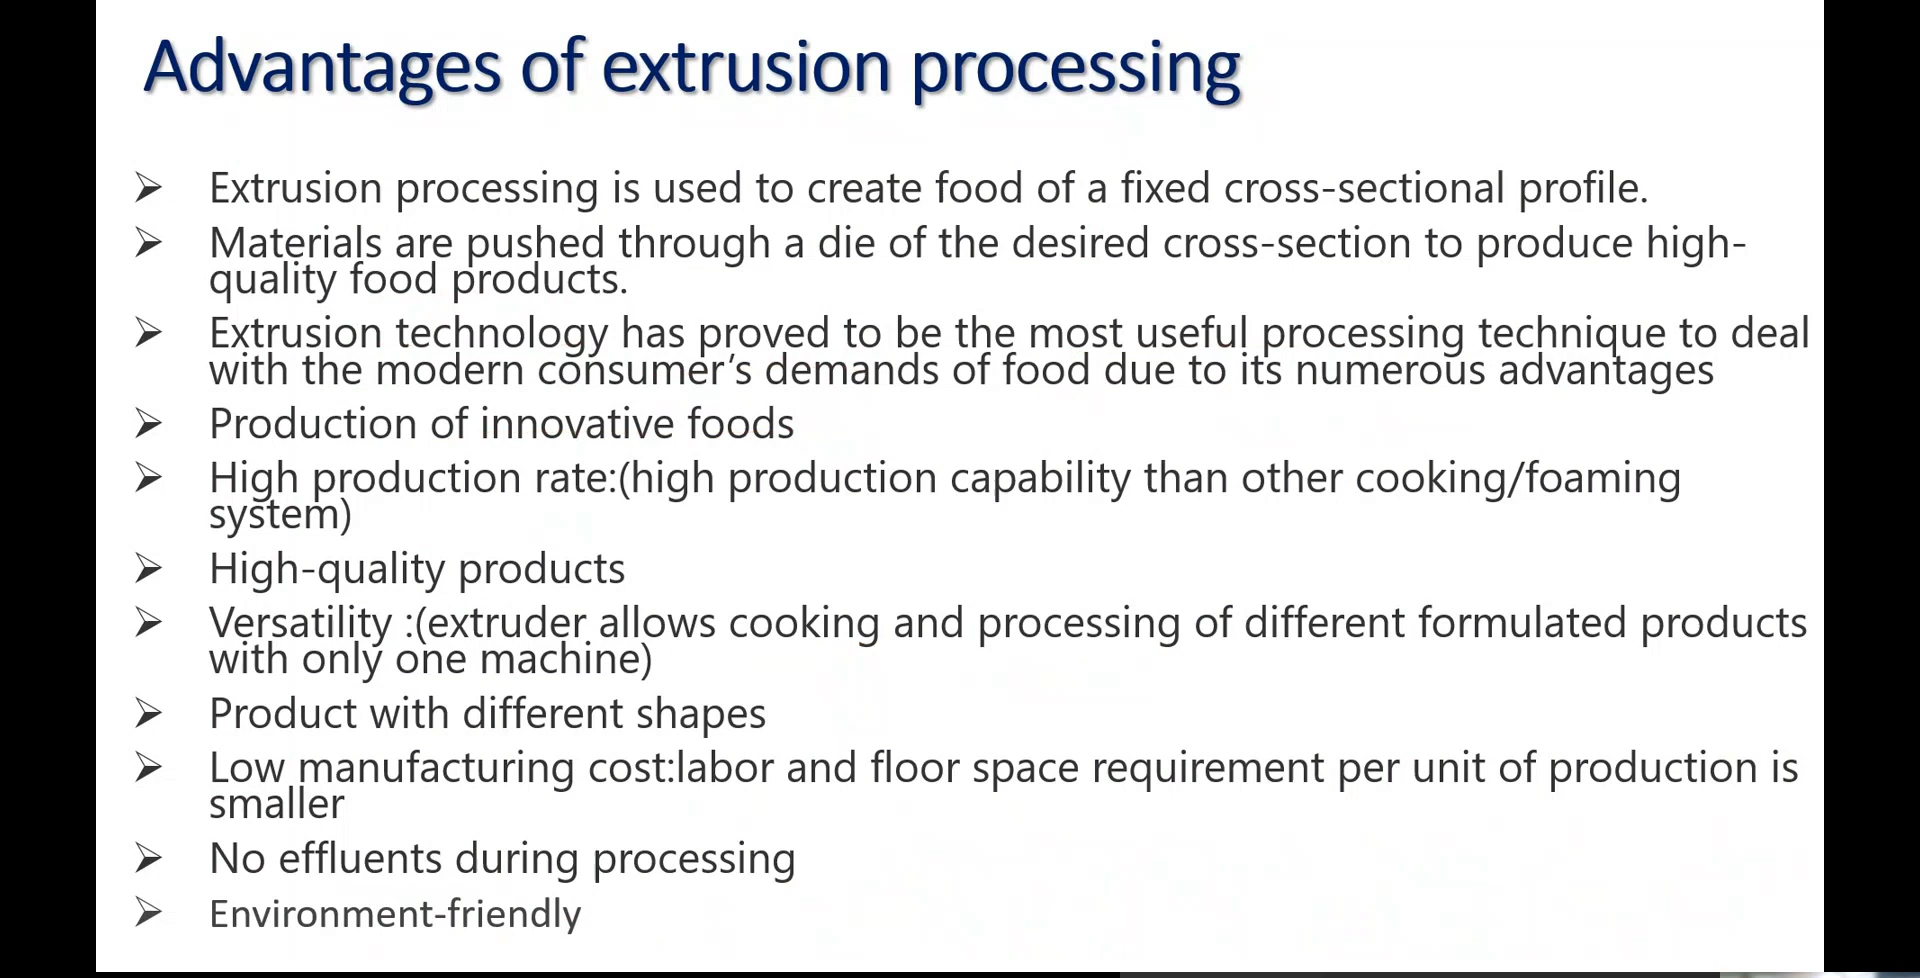 Advantages of extrusion processing
➢ Extrusion processing is used to create food of a fixed cross-sectional profile.
➢ Materials are pushed through a die of the desired cross-section to produce high-
quality food products.
➢ Extrusion technology has proved to be the most useful processing technique to deal
with the modern consumer’s demands of food due to its numerous advantages
➢ Production of innovative foods
➢ High production rate:(high production capability than other cooking/foaming
system)
➢ High-quality products
➢ Versatility :(extruder allows cooking and processing of different formulated products
with only one machine)
➢ Product with different shapes
➢ Low manufacturing cost:labor and floor space requirement per unit of production is
smaller
➢ No effluents during processing
➢ Environment-friendly